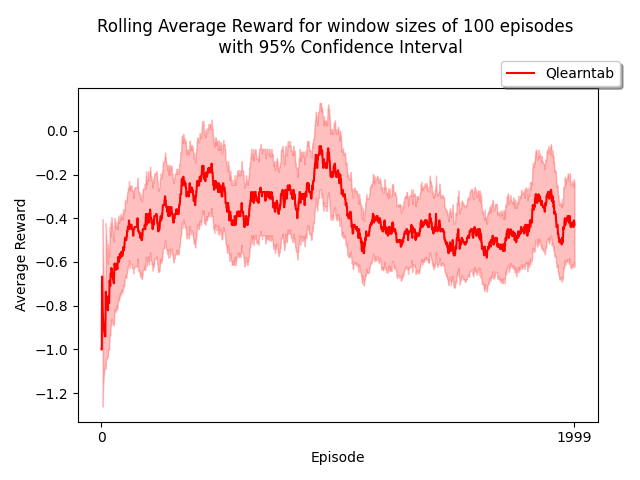 Rolling Average Reward for window sizes of 100 episodes
with 95% Confidence Interval
Qlearntab
0.0
−0.2
−0.4
−0.6
−0.8
−1.0
−1.2
Average Reward
0
1999
Episode